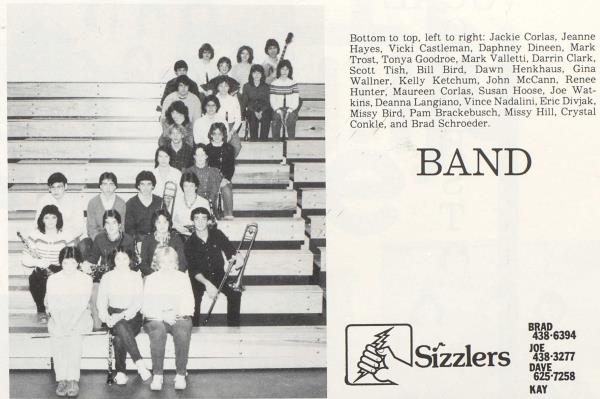 Bottom to top, left to right: Jackie Corlas, Jeanne
Hayes, Vicki Castleman, Daphney Dineen, Mark
Trost, Tonya Goodroe, Mark Valletti, Darrin Clark,
Scott Tish, Bill Bird, Dawn Henkhaus, Gina
Wallner, Kelly Ketchum, John McCann, Renee
Hunter, Maureen Corlas, Susan Hoose, Joe Wat-
kins, Deanna Langiano, Vince Nadalini, Eric Divjak,
Missy Bird, Pam Brackebusch, Missy Hill, Crystal
Conkle, and Brad Schroeder.
BAND
Sizzlers
BRAD
438-6394
JOE
438-3277
DAVE
625-7258
KAY